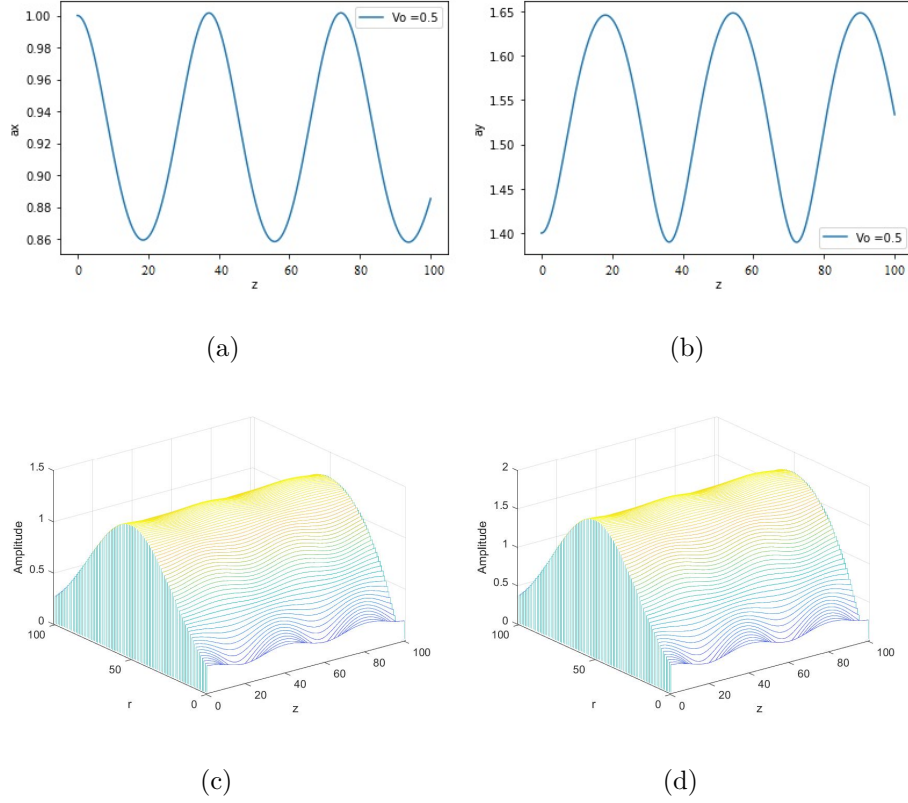 1.00
0.98
0.96
0.94
0.92
0.90
0.88
0.86
ax
0 20 40 60 80 100
z
Vo =0.5
(a)
1.65
1.60
1.55
1.50
1.45
1.40
ay
0 20 40 60 80 100
z
Vo =0.5
(b)
1.5
1
0.5
0
Amplitude
100
50
0
r
0 20 40 60 80 100
z
(c)
2
1.5
1
0.5
0
Amplitude
100
50
0
r
0 20 40 60 80 100
z
(d)